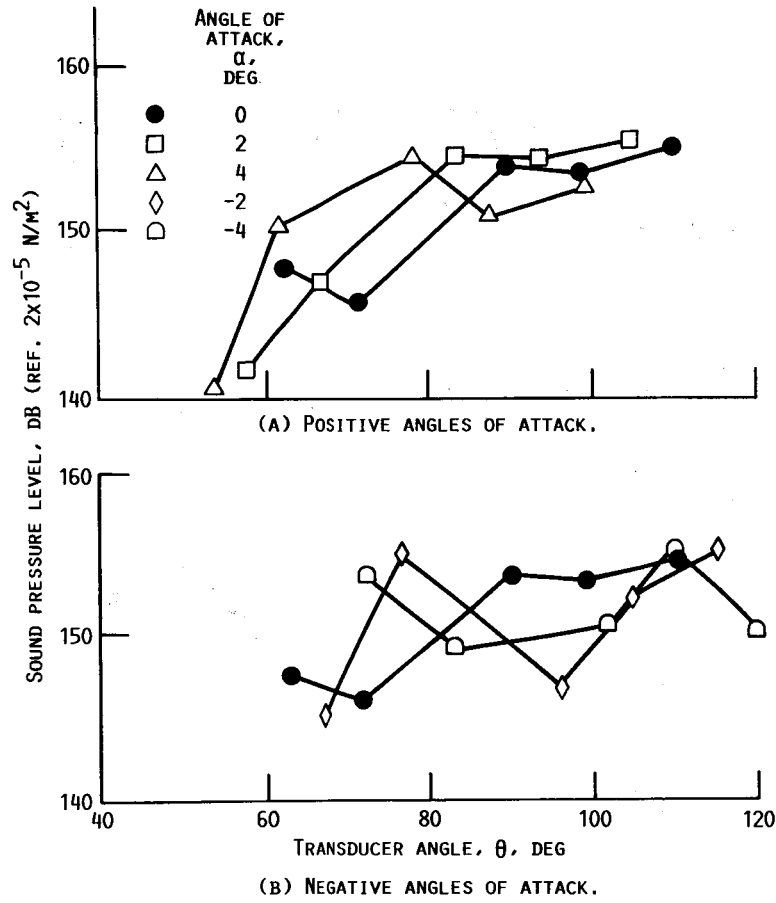 ANGLE OF
ATTACK,
α,
DEG
0
2
4
-2
-4
160
150
140
(A) POSITIVE ANGLES OF ATTACK.
SOUND PRESSURE LEVEL, DB (REF. 2x10⁻⁵ N/M²)
160
150
140
40 60 80 100 120
TRANSDUCER ANGLE, θ, DEG
(B) NEGATIVE ANGLES OF ATTACK.